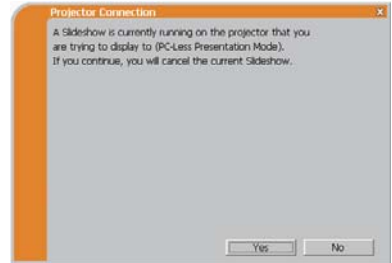 Projector Connection
A Slideshow is currently running on the projector that you
are trying to display to (PC-Less Presentation Mode).
If you continue, you will cancel the current Slideshow.
Yes No